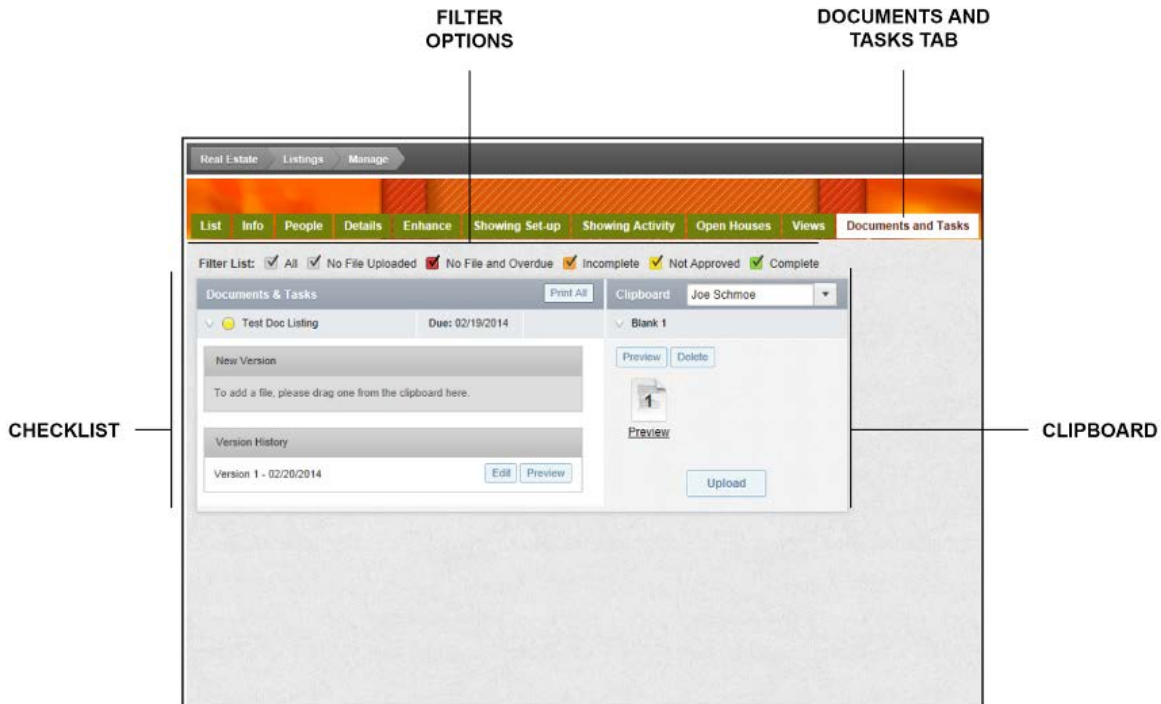 FILTER
OPTIONS
DOCUMENTS AND
TASKS TAB
Real Estate Listings Manage
List Info People Details Enhance Showing Set-up Showing Activity Open Houses Views Documents and Tasks
Filter List: All No File Uploaded No File and Overdue Incomplete Not Approved Complete
Documents & Tasks Print All Clipboard Joe Schmoe
Test Doc Listing Due: 02/19/2014 Blank 1
New Version Preview Delete
To add a file, please drag one from the clipboard here.
1
CHECKLIST
CLIPBOARD
Version History Preview
Version 1 - 02/20/2014 Edit Preview
Upload